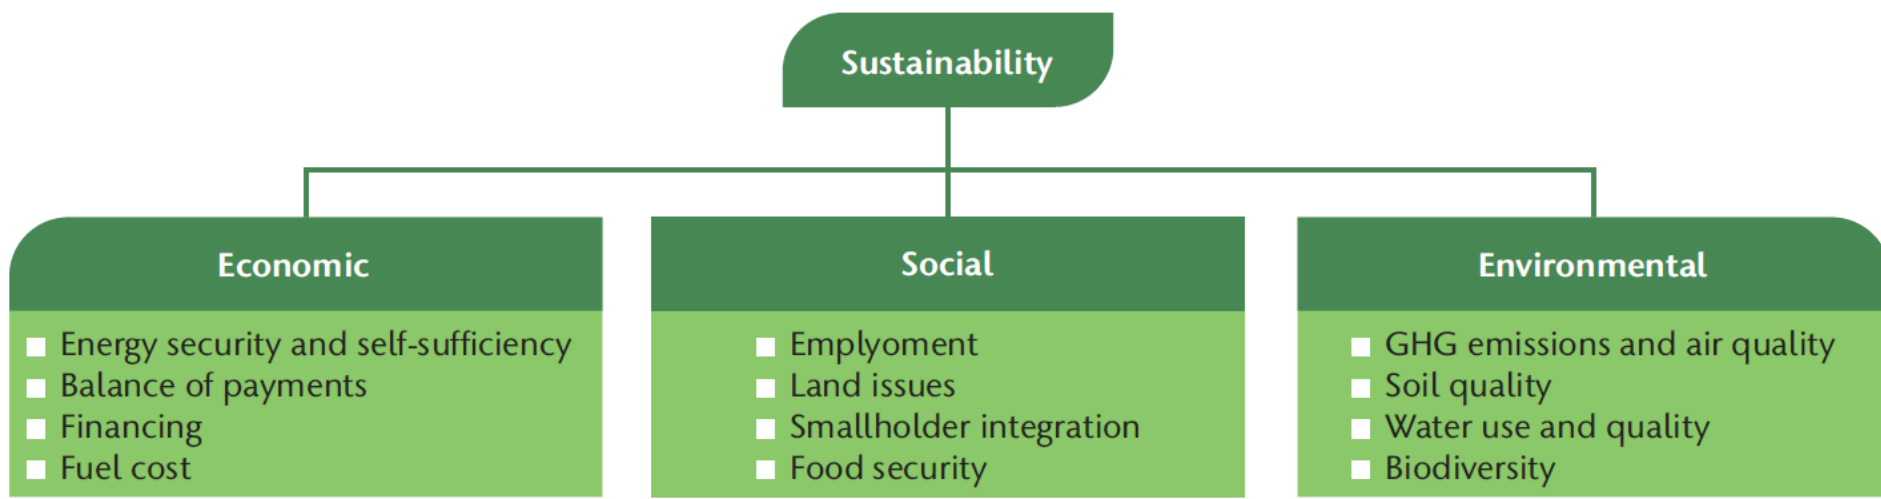 Sustainability
Economic
Energy security and self-sufficiency
Balance of payments
Financing
Fuel cost
Social
Emplyoment
Land issues
Smallholder integration
Food security
Environmental
GHG emissions and air quality
Soil quality
Water use and quality
Biodiversity